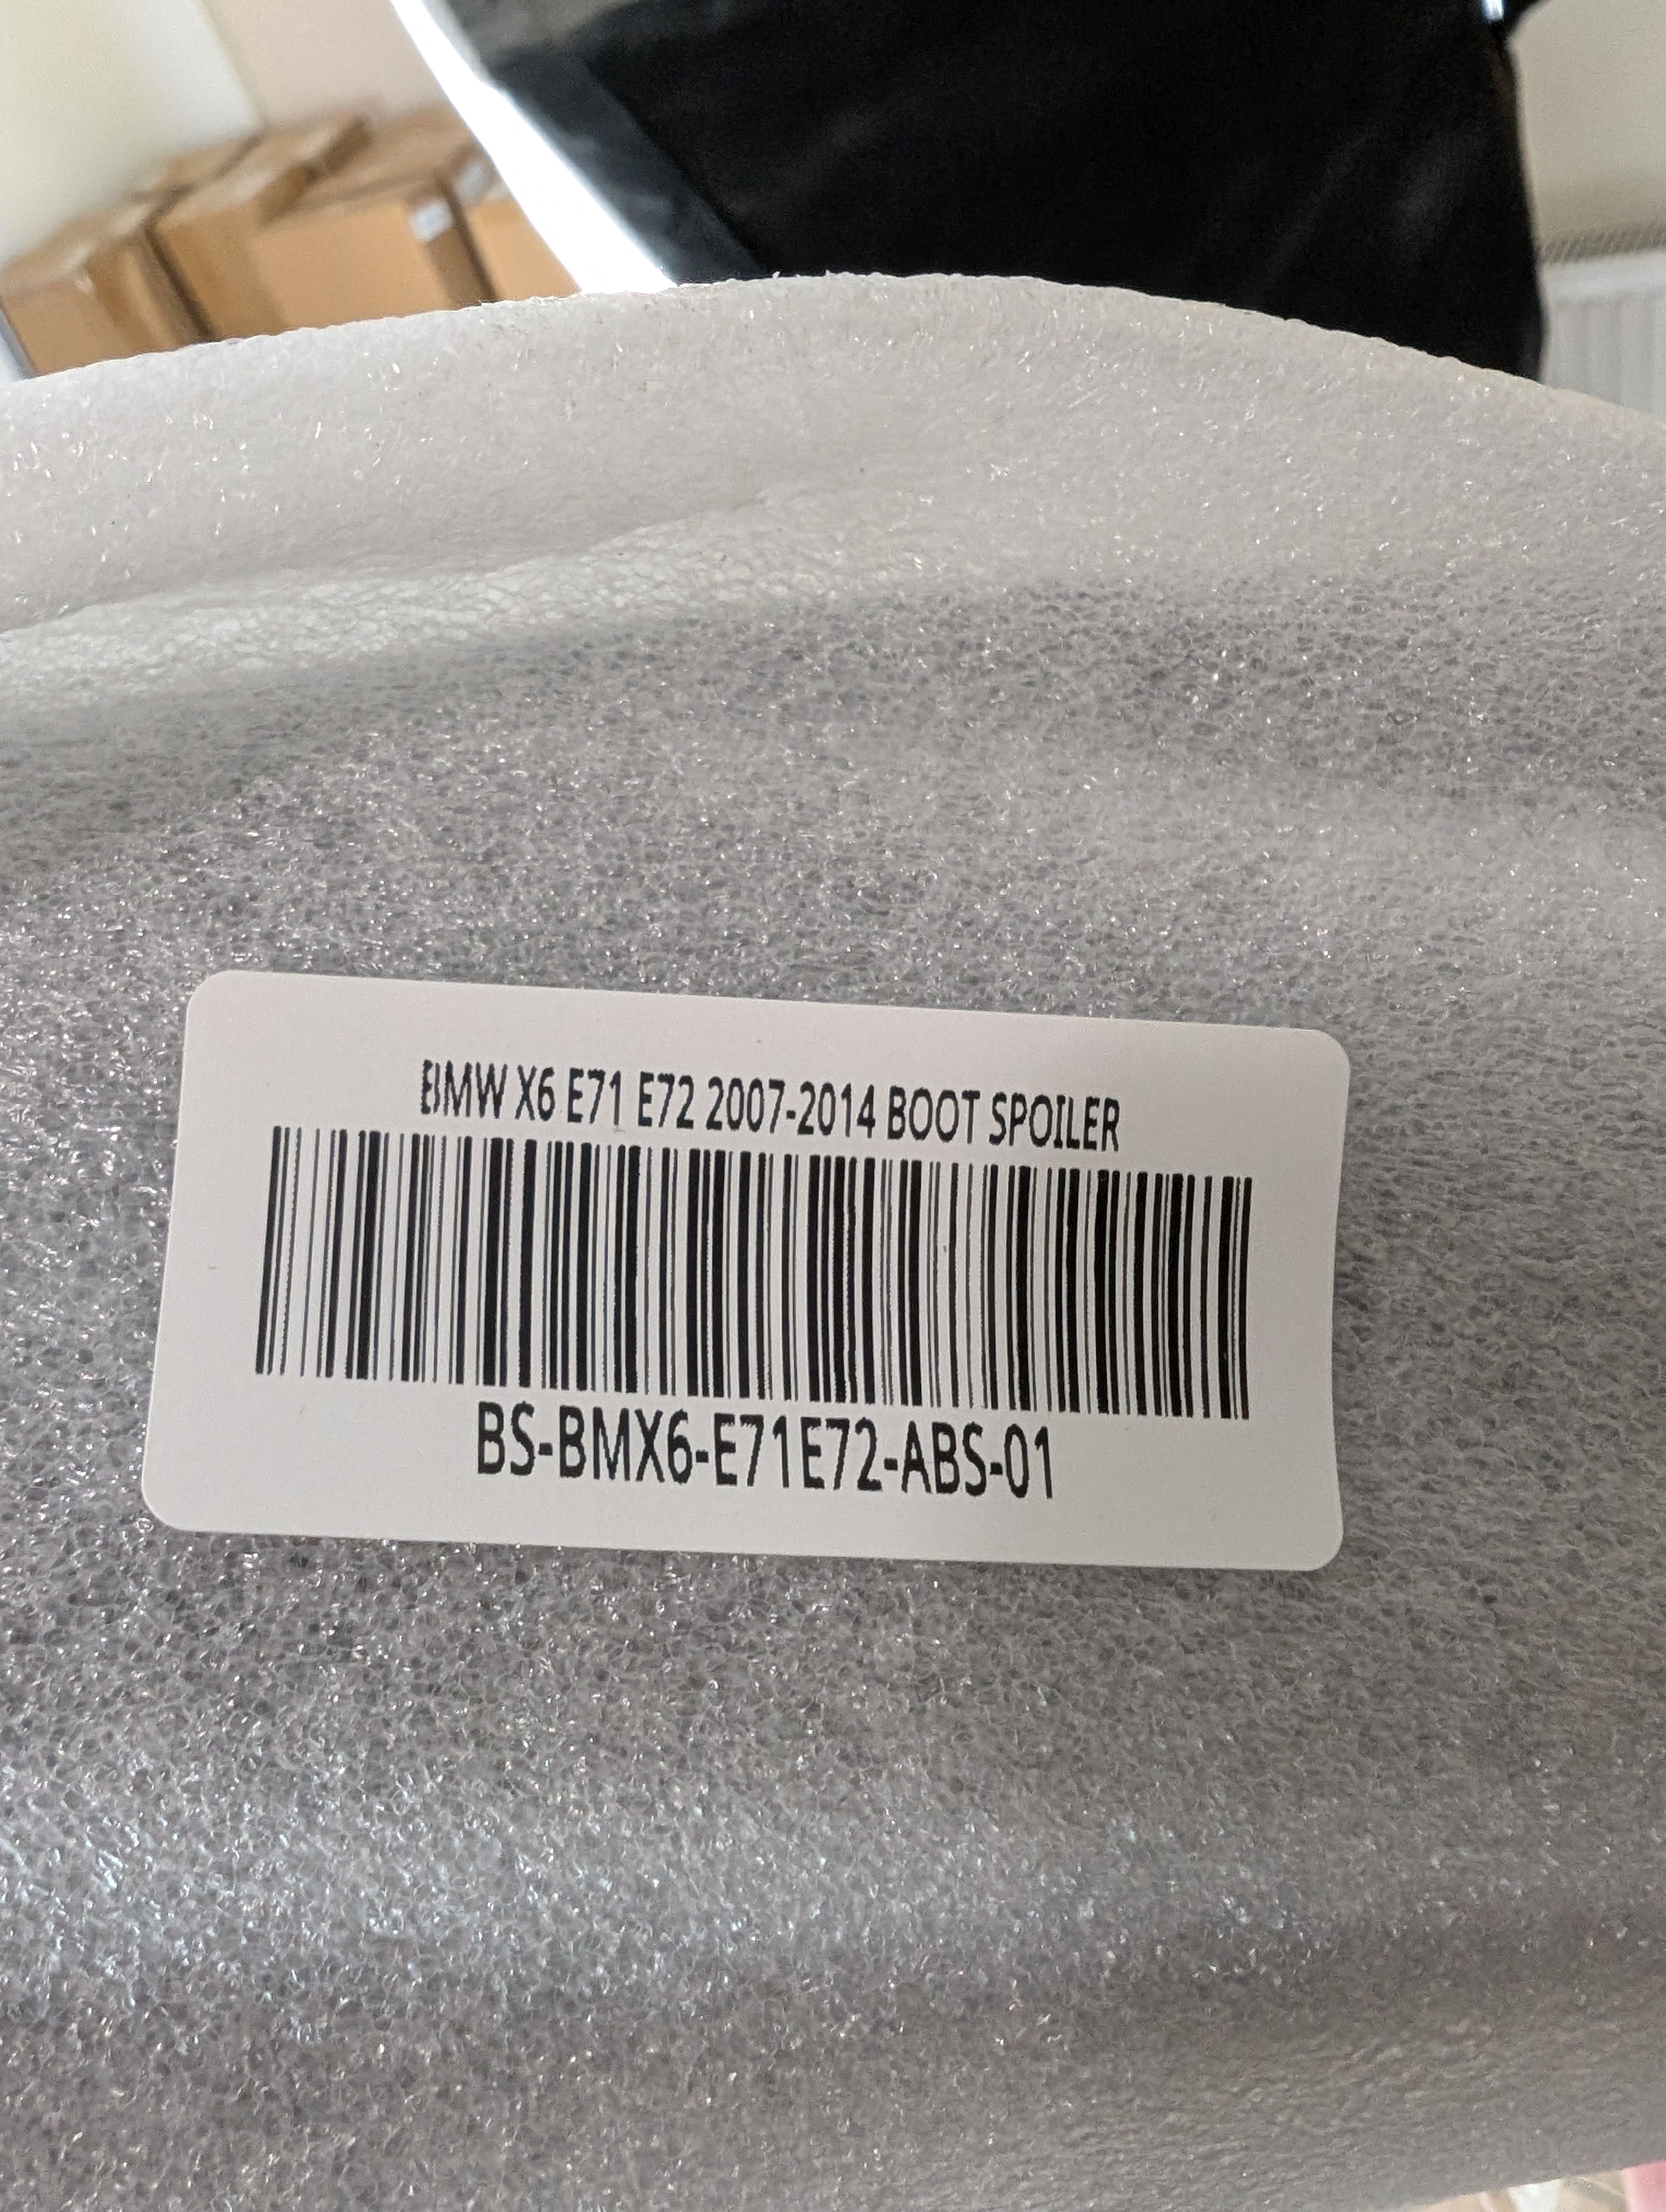 BMW X6 E71 E72 2007-2014 BOOT SPOILER
BS-BMX6-E71E72-ABS-01